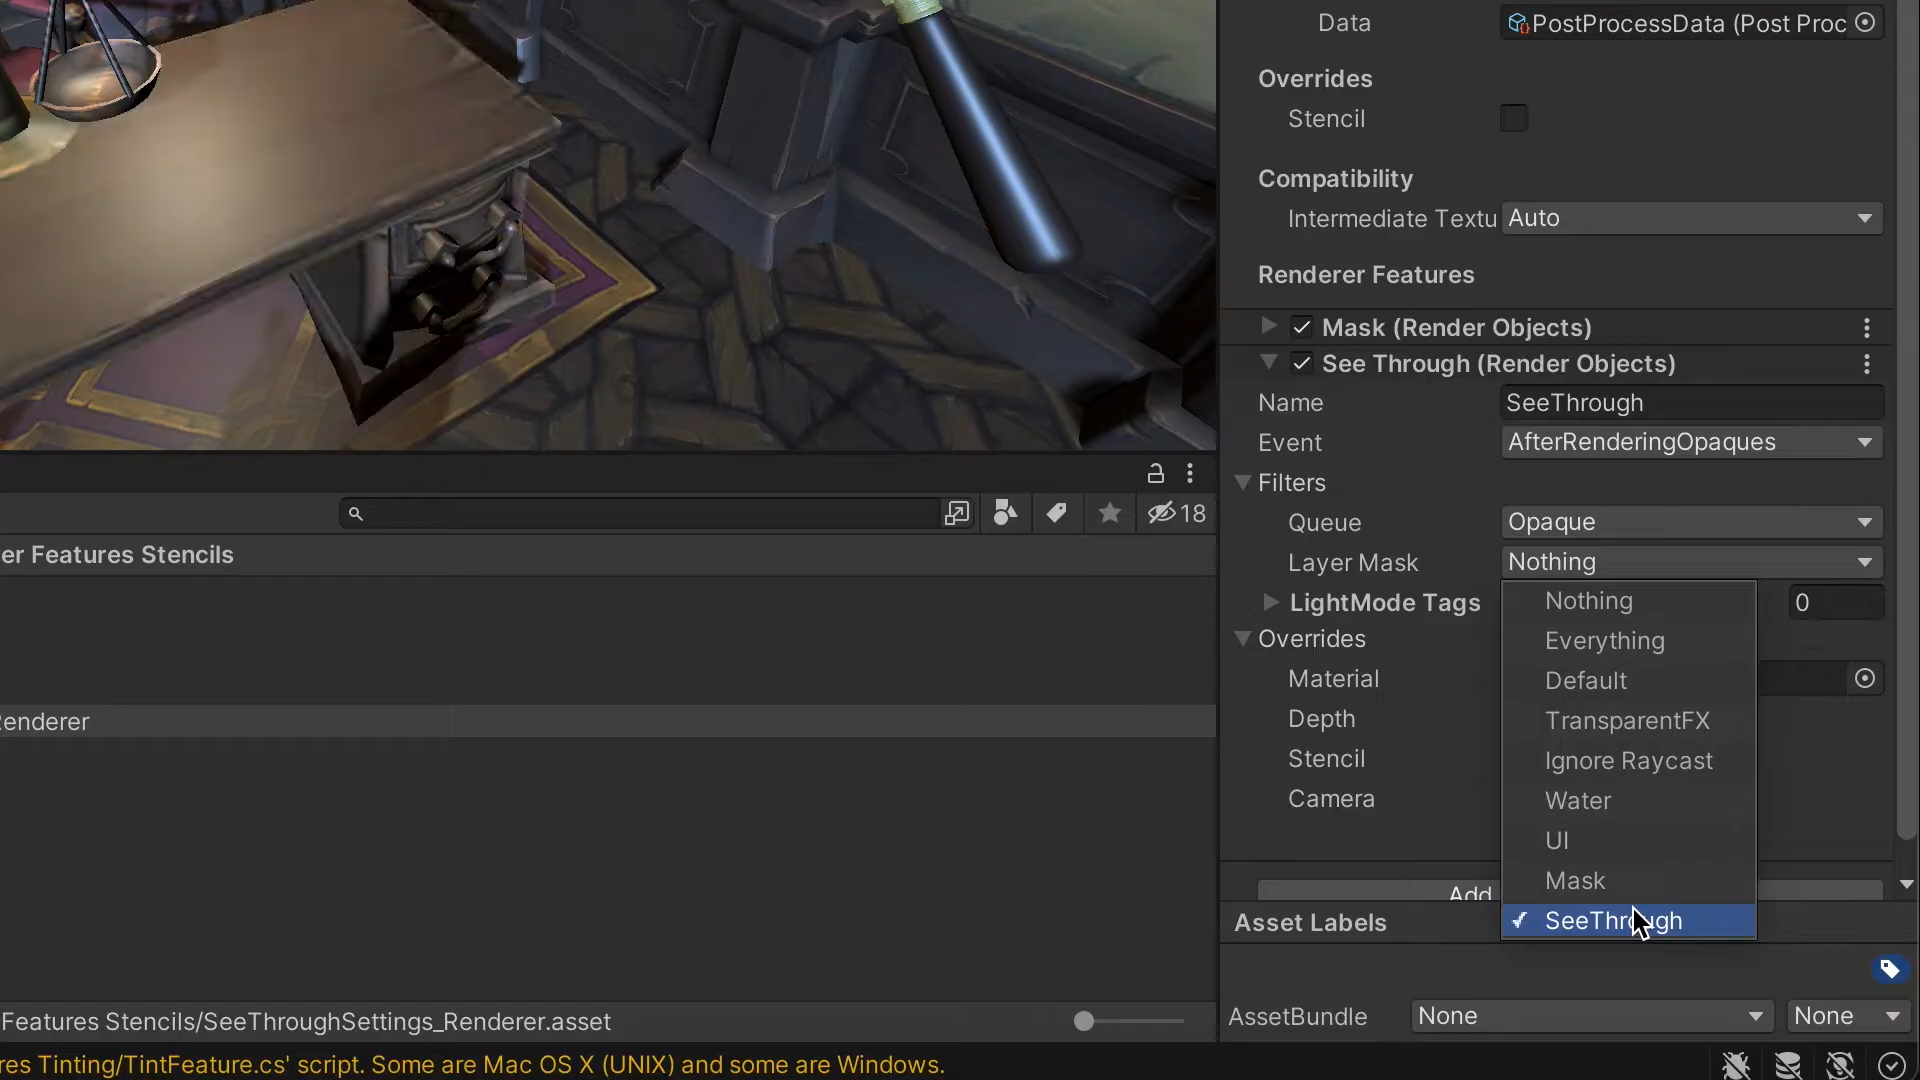 Data
PostProcessData (Post Proc
Overrides
Stencil
Compatibility
Intermediate Textu
Auto
Renderer Features
Mask (Render Objects)
See Through (Render Objects)
Name
SeeThrough
Event
AfterRenderingOpaques
Filters
Queue
Opaque
Layer Mask
Nothing
LightMode Tags
0
Overrides
Material
Depth
Stencil
Camera
Nothing
Everything
Default
TransparentFX
Ignore Raycast
Water
UI
Mask
SeeThrough
Add
Asset Labels
AssetBundle
None
None
18
er Features Stencils
Renderer
Features Stencils/SeeThroughSettings_Renderer.asset
res Tinting/TintFeature.cs' script. Some are Mac OS X (UNIX) and some are Windows.